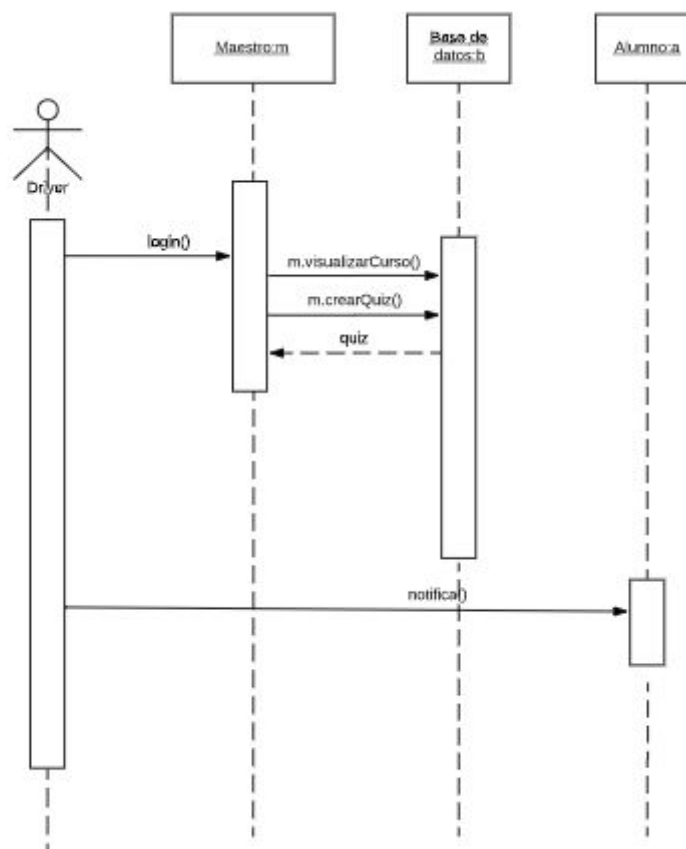 Maestro:m
Base de
datos:b
Alumno:a
Driver
login()
m.visualizarCurso()
m.crearQuiz()
quiz
notifica()